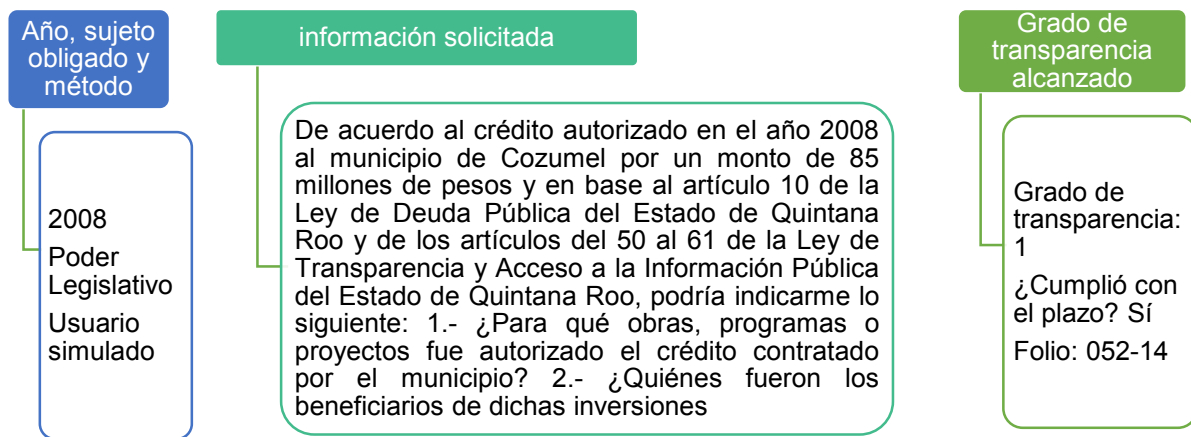 Año, sujeto
obligado y
método
2008
Poder
Legislativo
Usuario
simulado
información solicitada
De acuerdo al crédito autorizado en el año 2008
al municipio de Cozumel por un monto de 85
millones de pesos y en base al artículo 10 de la
Ley de Deuda Pública del Estado de Quintana
Roo y de los artículos del 50 al 61 de la Ley de
Transparencia y Acceso a la Información Pública
del Estado de Quintana Roo, podría indicarme lo
siguiente: 1.- ¿Para qué obras, programas o
proyectos fue autorizado el crédito contratado
por el municipio? 2.- ¿Quiénes fueron los
beneficiarios de dichas inversiones
Grado de
transparencia
alcanzado
Grado de
transparencia:
1
¿Cumplió con
el plazo? Sí
Folio: 052-14